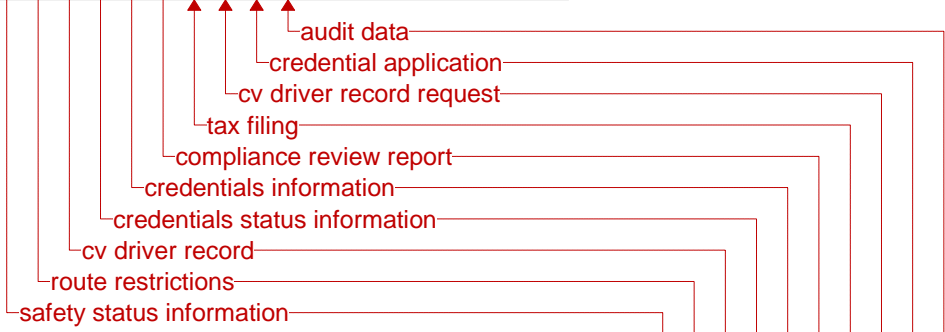 audit data
credential application
cv driver record request
tax filing
compliance review report
credentials information
credentials status information
cv driver record
route restrictions
safety status information